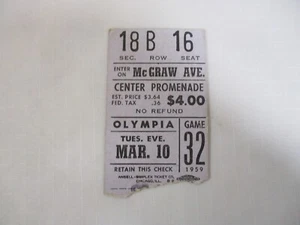 18 B 16
SEC. ROW SEAT
ENTER ON McGRAW AVE.
CENTER PROMENADE
EST. PRICE $3.64
FED. TAX .36 $4.00
NO REFUND
OLYMPIA GAME
TUES. EVE.
MAR. 10 32
RETAIN THIS CHECK 1959